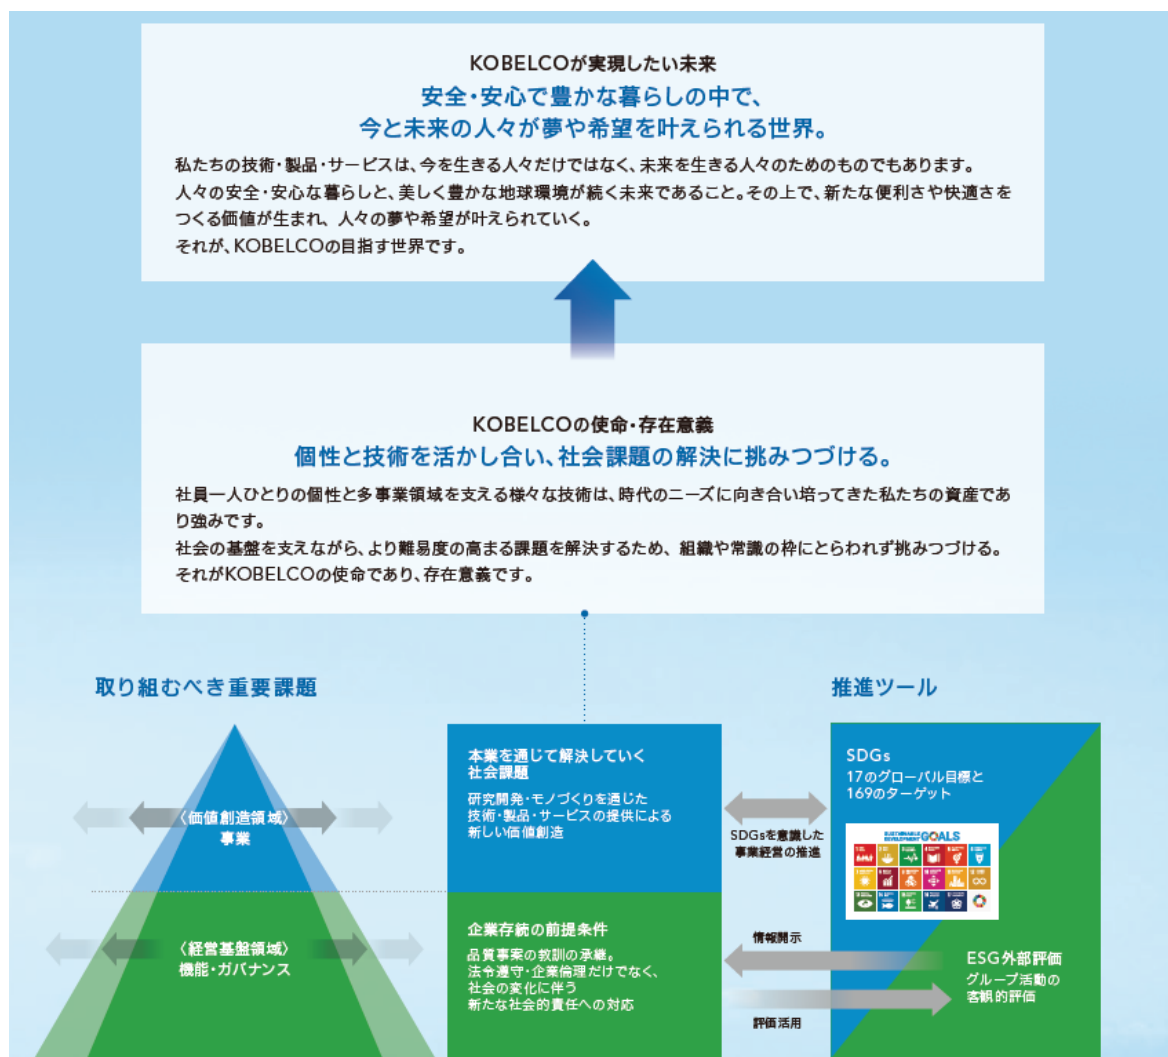 KOBELCOが実現したい未来
安全・安心で豊かな暮らしの中で、
今と未来の人々が夢や希望を叶えられる世界。
私たちの技術・製品・サービスは、今を生きる人々だけではなく、未来を生きる人々のためのものでもあります。
人々の安全・安心な暮らしと、美しく豊かな地球環境が続く未来であること。その上で、新たな便利さや快適さを
つくる価値が生まれ、人々の夢や希望が叶えられていく。
それが、KOBELCOの目指す世界です。
KOBELCOの使命・存在意義
個性と技術を活かし合い、社会課題の解決に挑みつづける。
社員一人ひとりの個性と多事業領域を支える様々な技術は、時代のニーズに向き合い培ってきた私たちの資産であ
り強みです。
社会の基盤を支えながら、より難易度の高まる課題を解決するため、組織や常識の枠にとらわれず挑みつづける。
それがKOBELCOの使命であり、存在意義です。
取り組むべき重要課題
〈価値創造領域〉
事業
〈経営基盤領域〉
機能・ガバナンス
本業を通じて解決していく
社会課題
研究開発・モノづくりを通じた
技術・製品・サービスの提供による
新しい価値創造
企業存続の前提条件
品質事案の教訓の承継。
法令遵守・企業倫理だけでなく、
社会の変化に伴う
新たな社会的責任への対応
SDGsを意識した
事業経営の推進
情報開示
評価活用
推進ツール
SDGs
17のグローバル目標と
169のターゲット
SUSTAINABLE
DEVELOPMENT GOALS
ESG外部評価
グループ活動の
客観的評価